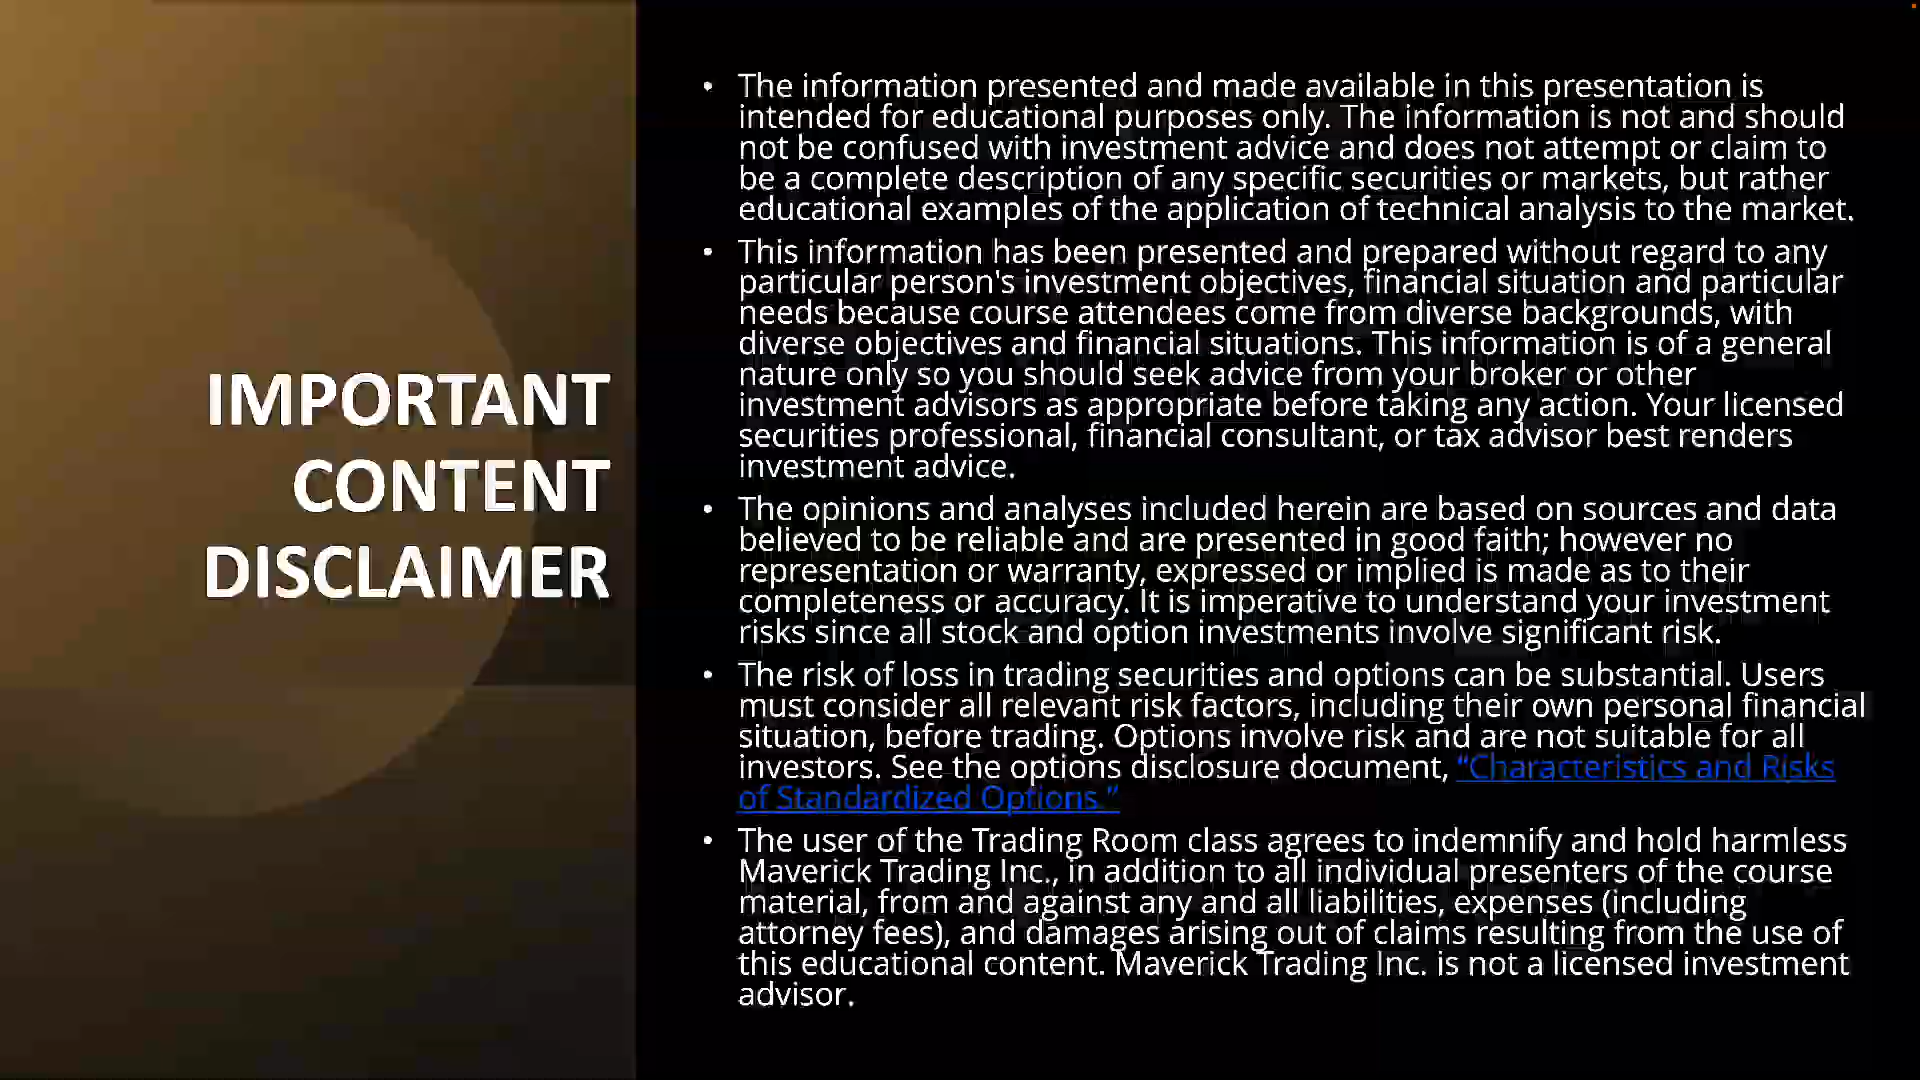 IMPORTANT
CONTENT
DISCLAIMER
• The information presented and made available in this presentation is
intended for educational purposes only. The information is not and should
not be confused with investment advice and does not attempt or claim to
be a complete description of any specific securities or markets, but rather
educational examples of the application of technical analysis to the market.
• This information has been presented and prepared without regard to any
particular person's investment objectives, financial situation and particular
needs because course attendees come from diverse backgrounds, with
diverse objectives and financial situations. This information is of a general
nature only so you should seek advice from your broker or other
investment advisors as appropriate before taking any action. Your licensed
securities professional, financial consultant, or tax advisor best renders
investment advice.
• The opinions and analyses included herein are based on sources and data
believed to be reliable and are presented in good faith; however no
representation or warranty, expressed or implied is made as to their
completeness or accuracy. It is imperative to understand your investment
risks since all stock and option investments involve significant risk.
• The risk of loss in trading securities and options can be substantial. Users
must consider all relevant risk factors, including their own personal financial
situation, before trading. Options involve risk and are not suitable for all
investors. See the options disclosure document, “Characteristics and Risks
of Standardized Options.”
• The user of the Trading Room class agrees to indemnify and hold harmless
Maverick Trading Inc., in addition to all individual presenters of the course
material, from and against any and all liabilities, expenses (including
attorney fees), and damages arising out of claims resulting from the use of
this educational content. Maverick Trading Inc. is not a licensed investment
advisor.